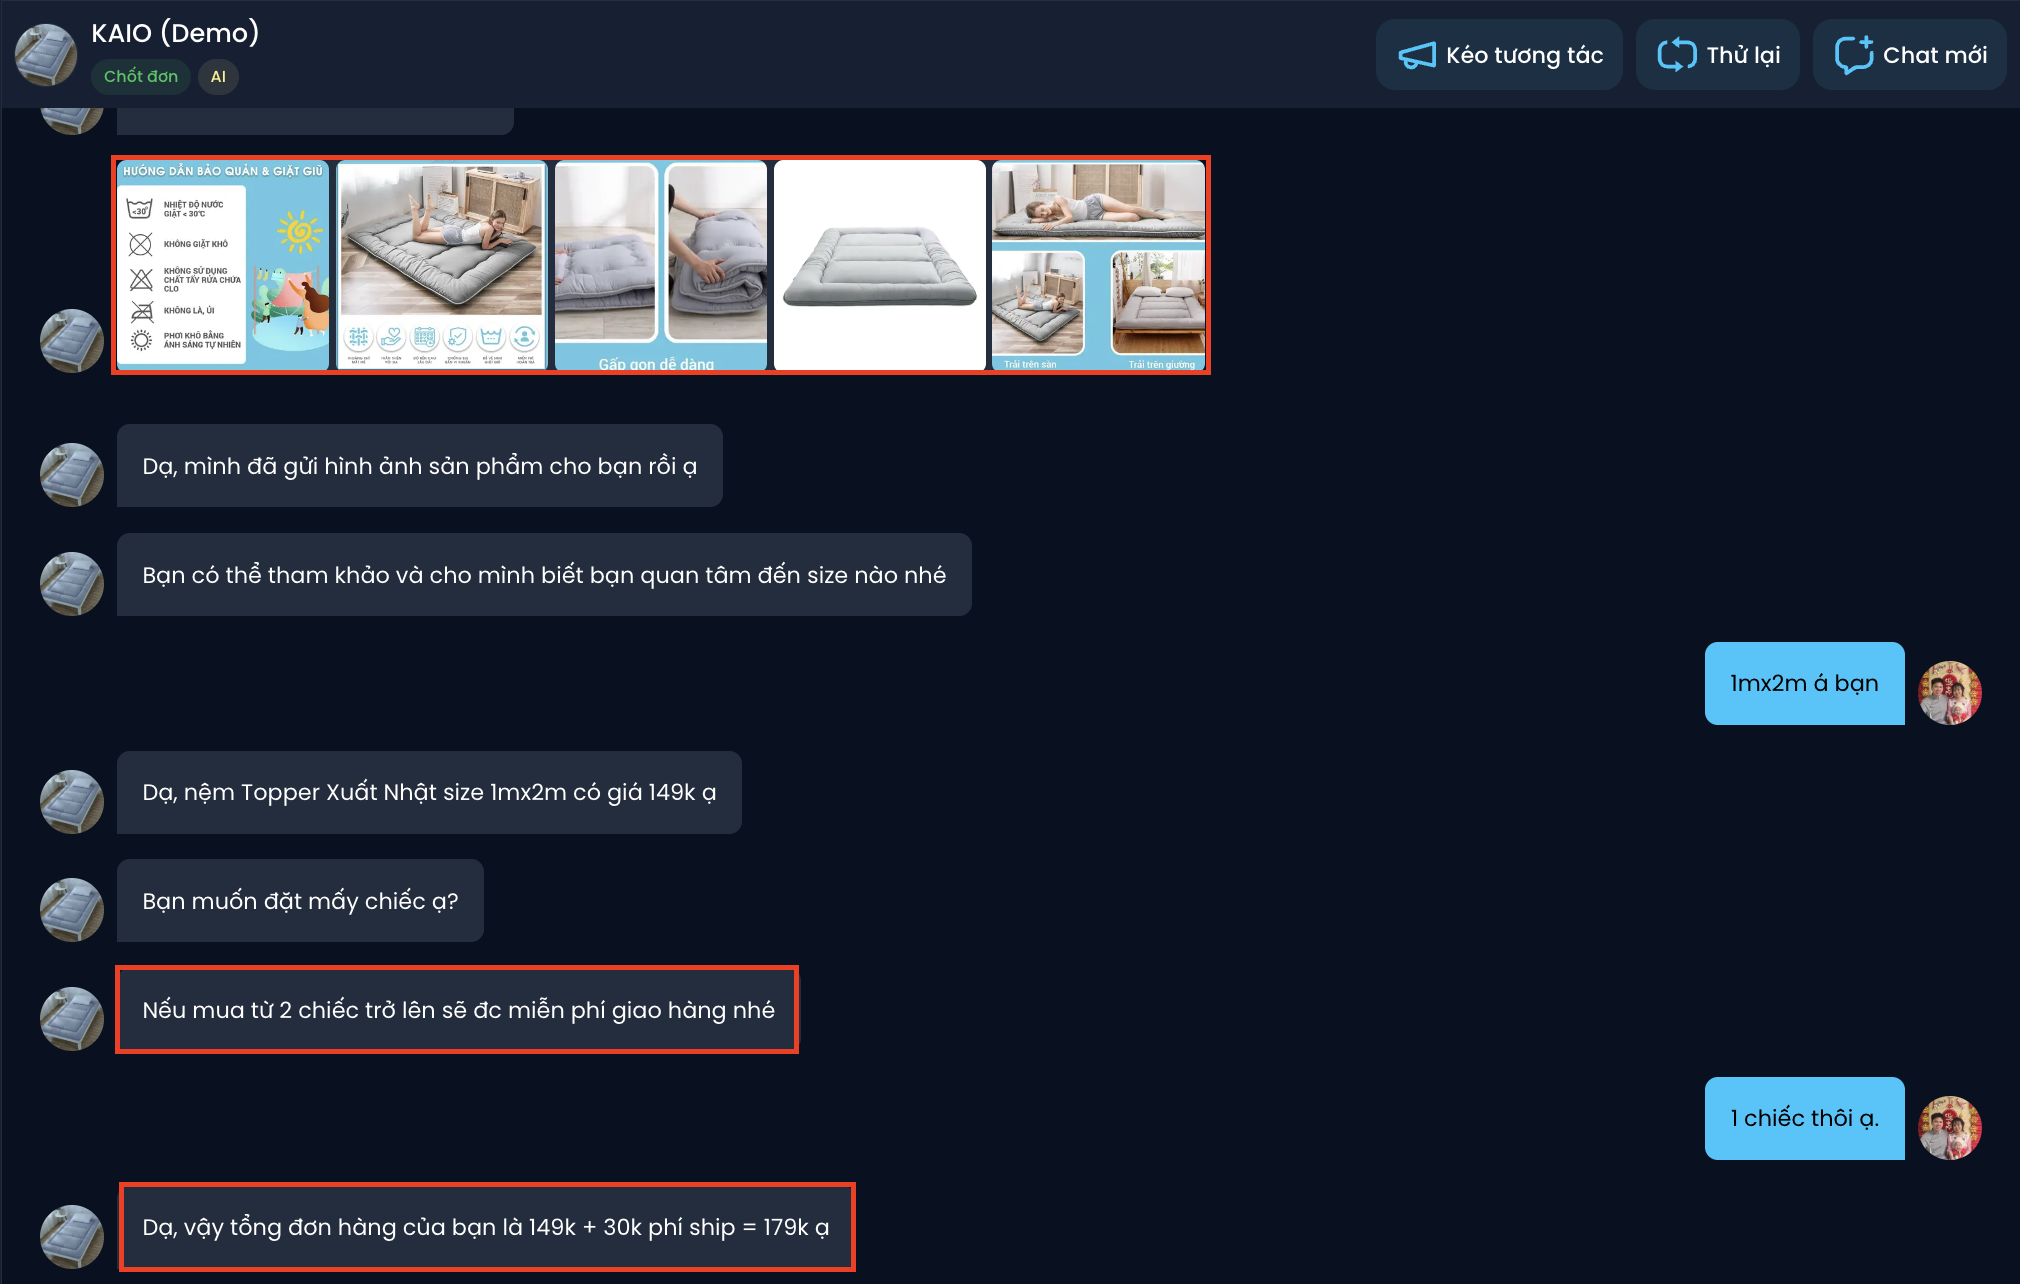 KAIO (Demo)
Chốt đơn
AI
Kéo tương tác
Thử lại
Chat mới
HƯỚNG DẪN BẢO QUẢN & GIẶT GIŨ
<30°
NHIỆT ĐỘ NƯỚC
GIẶT < 30°C
KHÔNG GIẶT KHÔ
KHÔNG SỬ DỤNG
CHẤT TẨY RỬA CHỨA
CLO
KHÔNG LÀ, ỦI
PHƠI KHÔ BẰNG
ÁNH SÁNG TỰ NHIÊN
Gấp gọn dễ dàng
Trải trên sàn
Trải trên giường
Dạ, mình đã gửi hình ảnh sản phẩm cho bạn rồi ạ
Bạn có thể tham khảo và cho mình biết bạn quan tâm đến size nào nhé
1mx2m á bạn
Dạ, nệm Topper Xuất Nhật size 1mx2m có giá 149k ạ
Bạn muốn đặt mấy chiếc ạ?
Nếu mua từ 2 chiếc trở lên sẽ đc miễn phí giao hàng nhé
1 chiếc thôi ạ.
Dạ, vậy tổng đơn hàng của bạn là 149k + 30k phí ship = 179k ạ